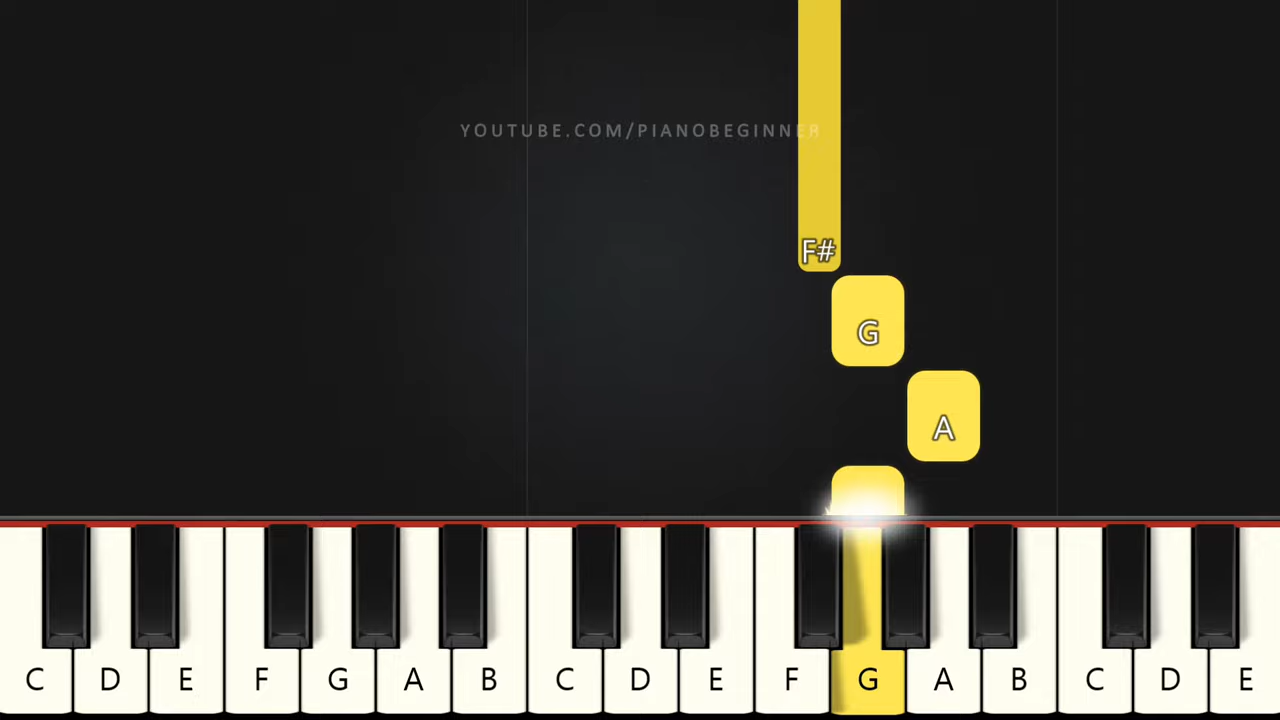 YOUTUBE.COM/PIANOBEGINNER
F#
G
A
C D E F G A B C D E F G A B C D E